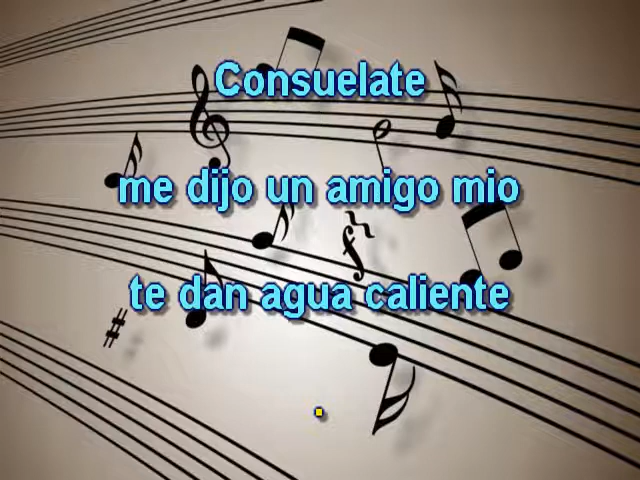 Consuelate
me dijo un amigo mio
te dan agua caliente
.